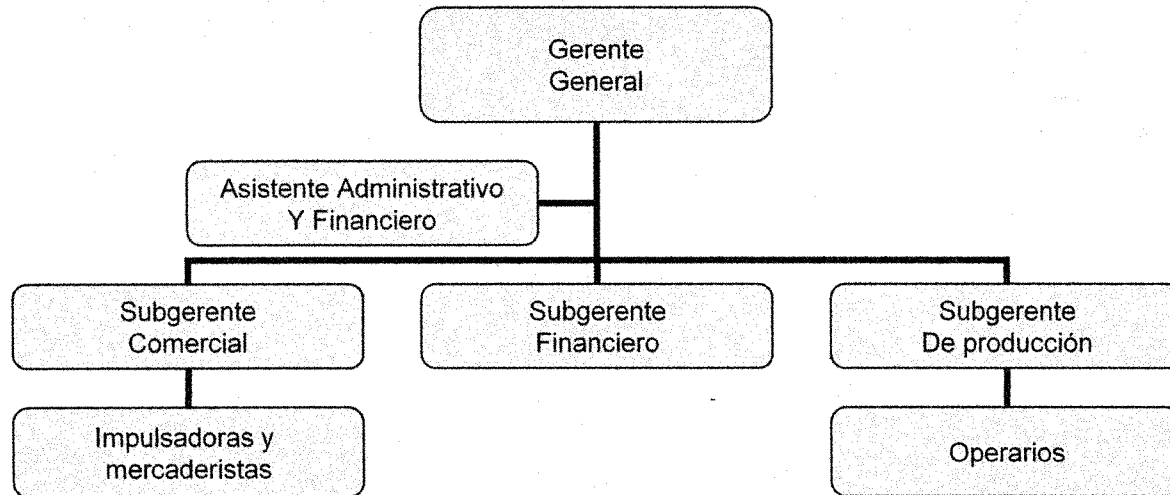 Gerente
General
Asistente Administrativo
Y Financiero
Subgerente
Comercial
Subgerente
Financiero
Subgerente
De producción
Impulsadoras y
mercaderistas
Operarios